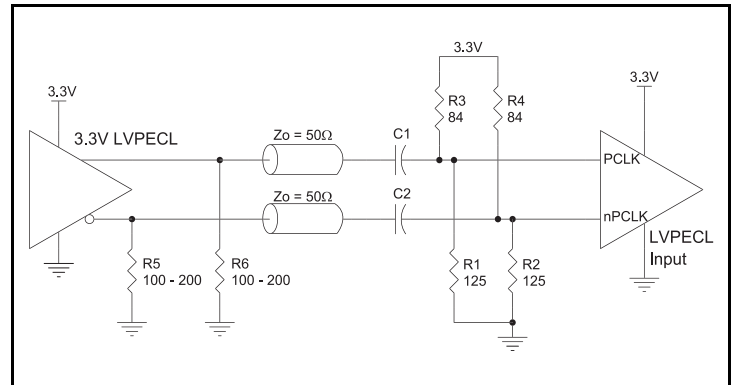 3.3V
3.3V
3.3V
R3
84
R4
84
3.3V LVPECL
Zo = 50Ω
C1
PCLK
Zo = 50Ω
C2
nPCLK
LVPECL
Input
R5
100 - 200
R6
100 - 200
R1
125
R2
125